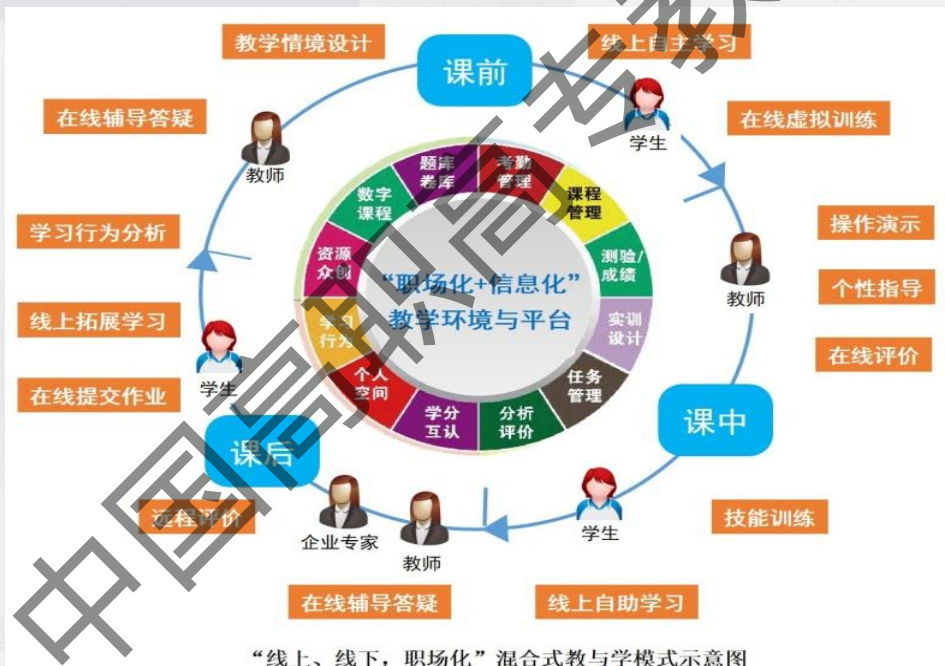 教学情境设计
课前
线上自主学习
在线辅导答疑
教师
学生
在线虚拟训练
题库
卷库
考勤
管理
数字
课程
课程
管理
学习行为分析
资源
众创
测验/
成绩
教师
操作演示
“职场化+信息化”
教学环境与平台
个性指导
线上拓展学习
学习
行为
实训
设计
在线评价
学生
个人
空间
任务
管理
在线提交作业
学分
互认
分析
评价
课中
课后
远程评价
企业专家
教师
学生
技能训练
在线辅导答疑
线上自助学习
“线上、线下，职场化”混合式教与学模式示意图
中国高职高专教